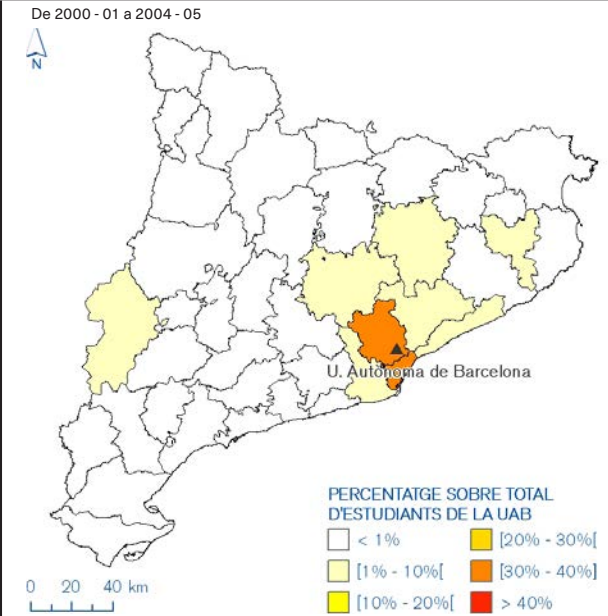 De 2000 - 01 a 2004 - 05
N
U. Autònoma de Barcelona
PERCENTATGE SOBRE TOTAL
D'ESTUDIANTS DE LA UAB
< 1%
[20% - 30%[
[1% - 10%[
[30% - 40%]
[10% - 20%[
> 40%
0 20 40 km